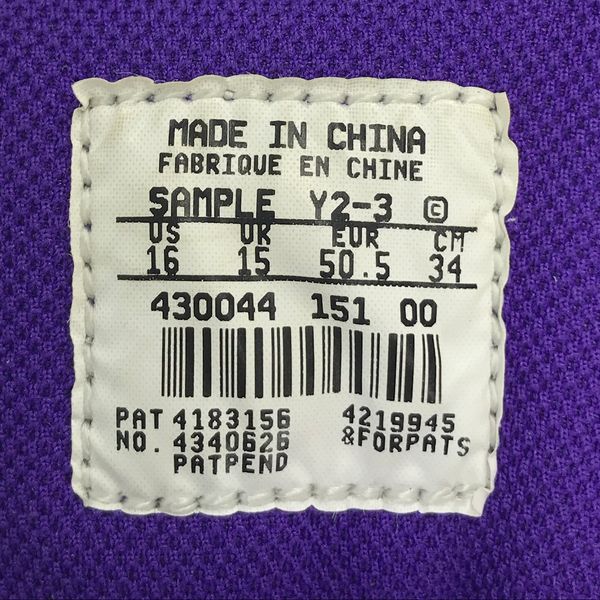 MADE IN CHINA
FABRIQUE EN CHINE
SAMPLE Y2-3 ©
US UK EUR CM
16 15 50.5 34
430044 151 00
PAT 4183156 4219945
NO. 4340626 &FORPATS
PATPEND